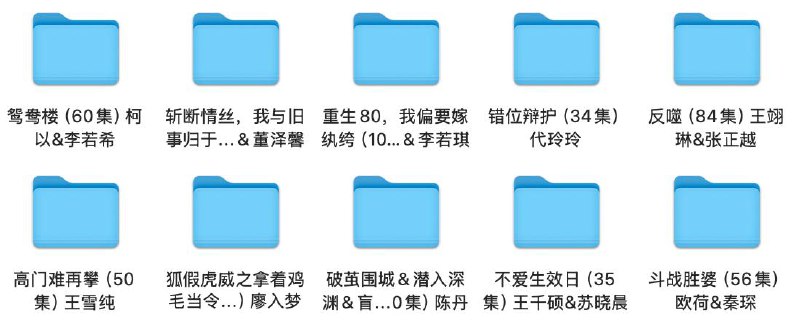 鸳鸯楼（60集）柯
以&李若希
斩断情丝，我与旧
事归于...&董泽馨
重生80，我偏要嫁
纨绔（10...&李若琪
错位辩护（34集）
代玲玲
反噬（84集）王翊
琳&张正越
高门难再攀（50
集）王雪纯
狐假虎威之拿着鸡
毛当令...）廖入梦
破茧围城&潜入深
渊&盲...0集）陈丹
不爱生效日（35
集）王千硕&苏晓晨
斗战胜婆（56集）
欧荷&秦琛